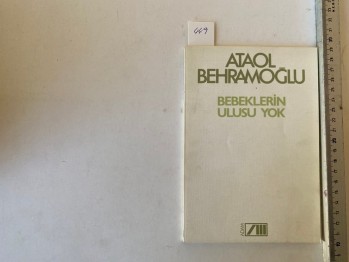 ATAOL
BEHRAMOĞLU
BEBEKLERİN
ULUSU YOK